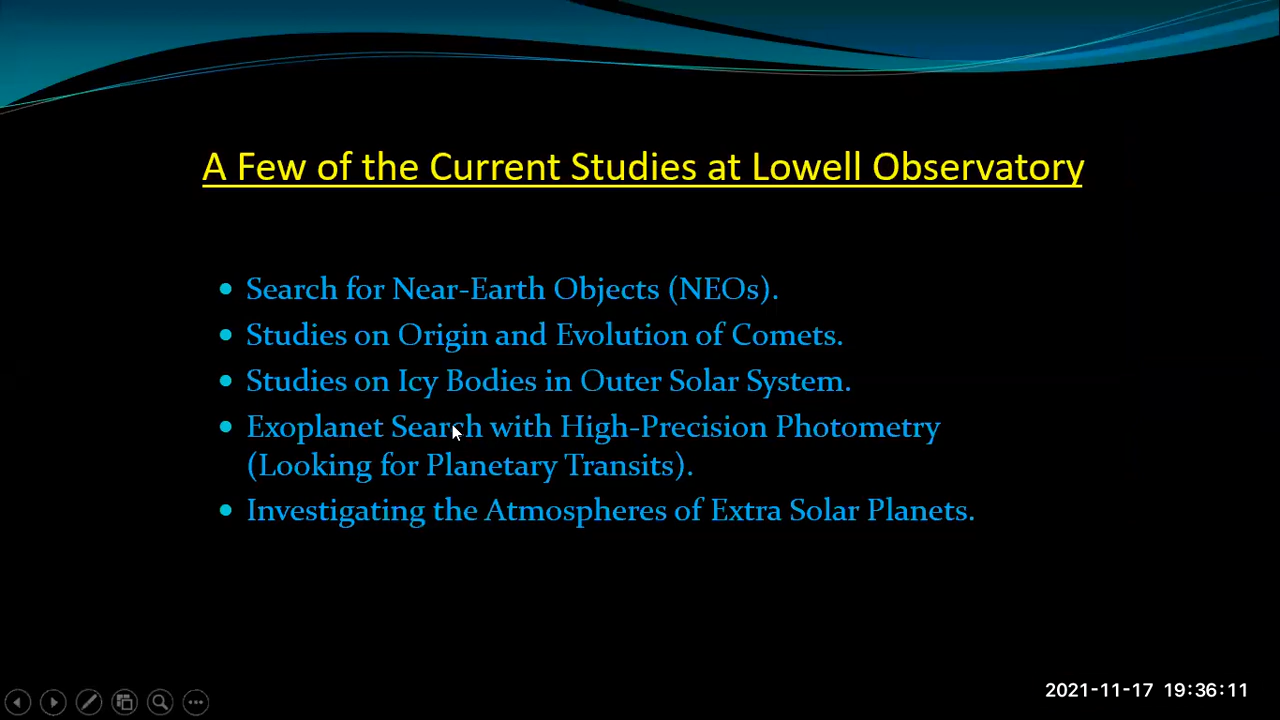 A Few of the Current Studies at Lowell Observatory
• Search for Near-Earth Objects (NEOs).
• Studies on Origin and Evolution of Comets.
• Studies on Icy Bodies in Outer Solar System.
• Exoplanet Search with High-Precision Photometry
(Looking for Planetary Transits).
• Investigating the Atmospheres of Extra Solar Planets.
2021-11-17 19:36:11